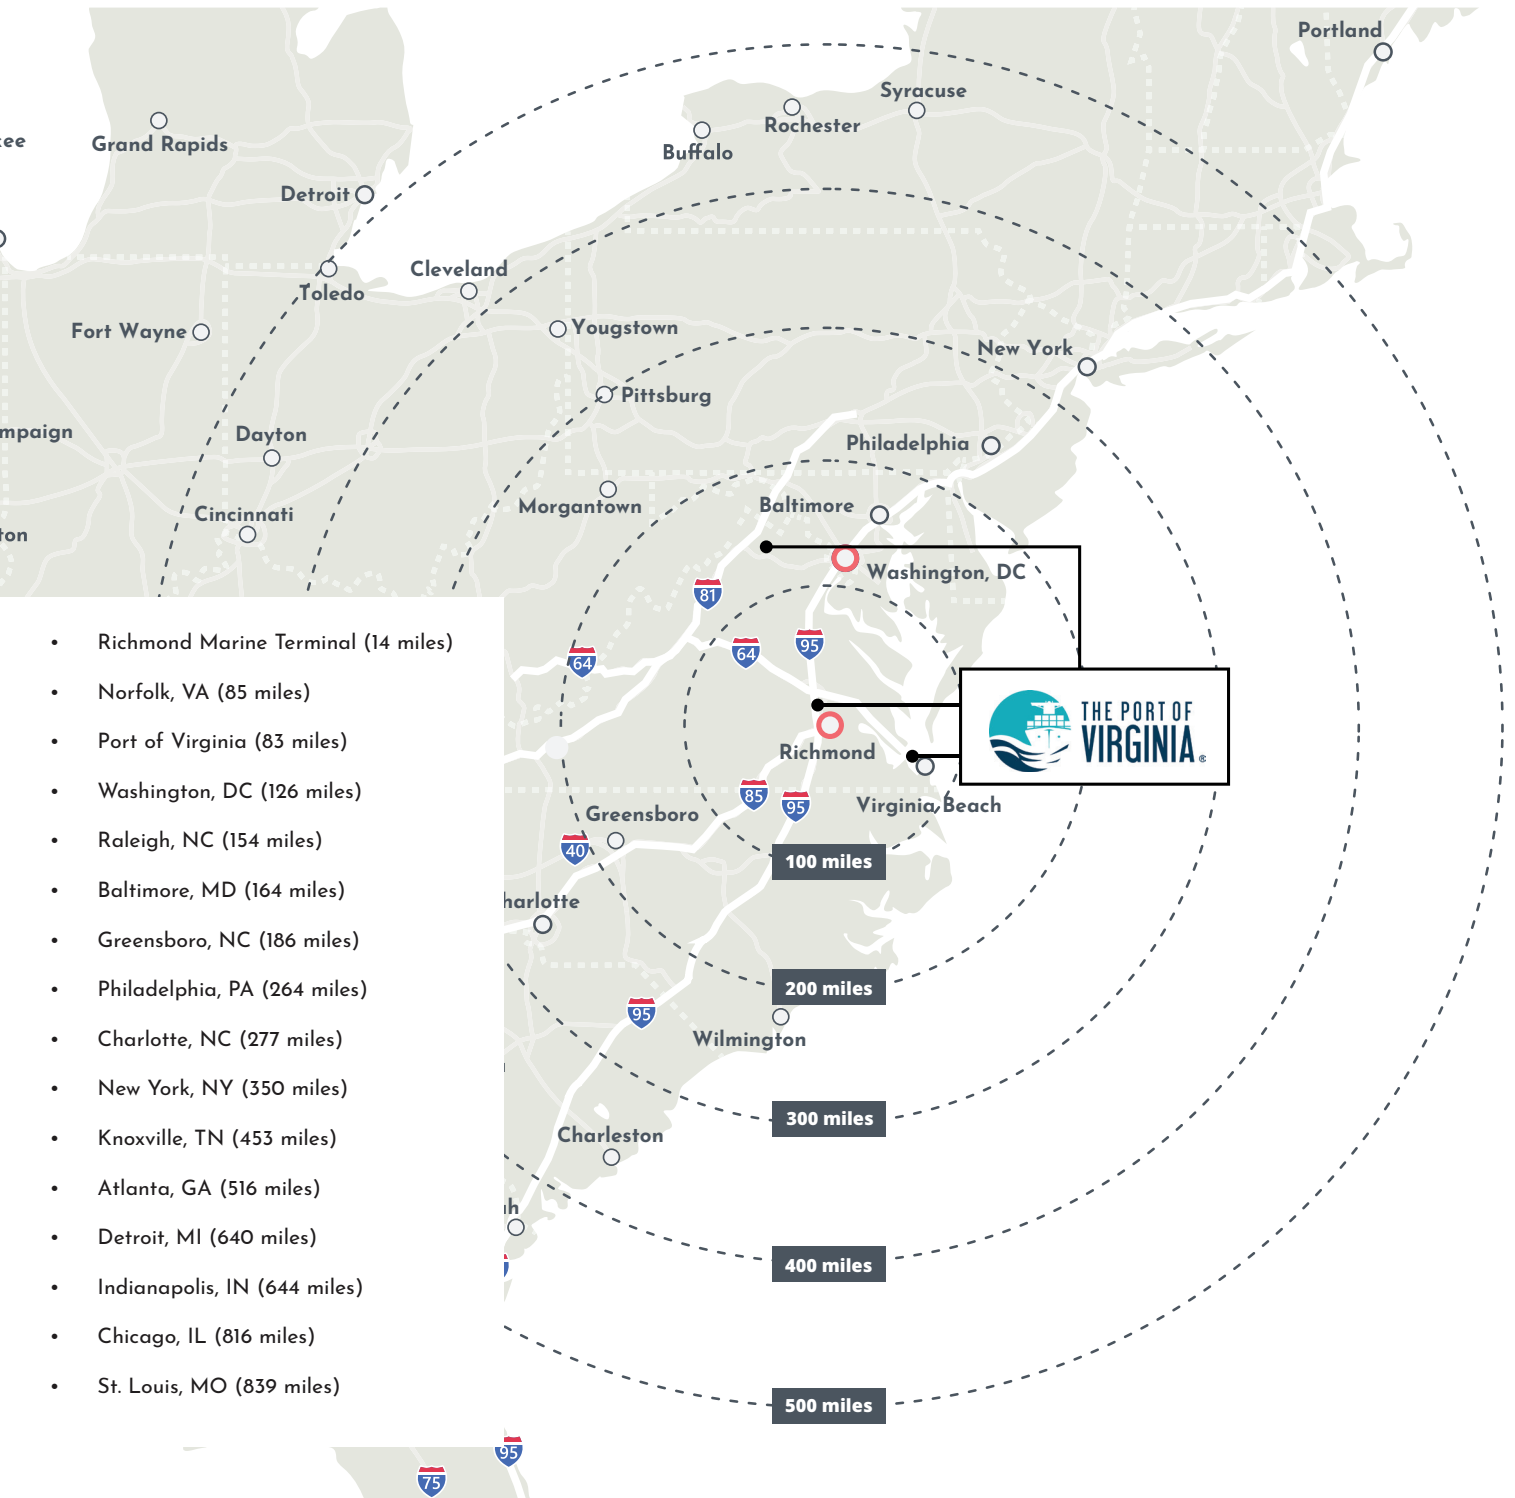 Portland
Syracuse
Rochester
Buffalo
Grand Rapids
Detroit
Cleveland
Toledo
Fort Wayne
Yougstown
New York
Pittsburg
Dayton
Philadelphia
Morgantown
Baltimore
Cincinnati
Washington, DC
81
64
64
95
THE PORT OF
VIRGINIA®
Richmond
85
95
Virginia Beach
Greensboro
40
100 miles
harlotte
200 miles
95
Wilmington
300 miles
Charleston
400 miles
500 miles
• Richmond Marine Terminal (14 miles)
• Norfolk, VA (85 miles)
• Port of Virginia (83 miles)
• Washington, DC (126 miles)
• Raleigh, NC (154 miles)
• Baltimore, MD (164 miles)
• Greensboro, NC (186 miles)
• Philadelphia, PA (264 miles)
• Charlotte, NC (277 miles)
• New York, NY (350 miles)
• Knoxville, TN (453 miles)
• Atlanta, GA (516 miles)
• Detroit, MI (640 miles)
• Indianapolis, IN (644 miles)
• Chicago, IL (816 miles)
• St. Louis, MO (839 miles)
95
75